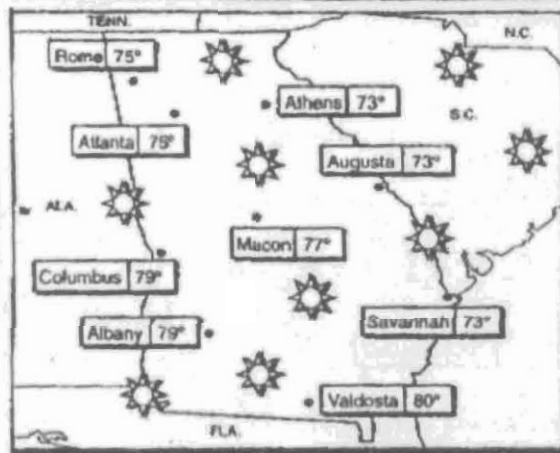 TENN.
N.C.
Rome 75°
Athens 73°
S.C.
Atlanta 75°
Augusta 73°
ALA.
Macon 77°
Columbus 79°
Savannah 73°
Albany 79°
Valdosta 80°
FLA.